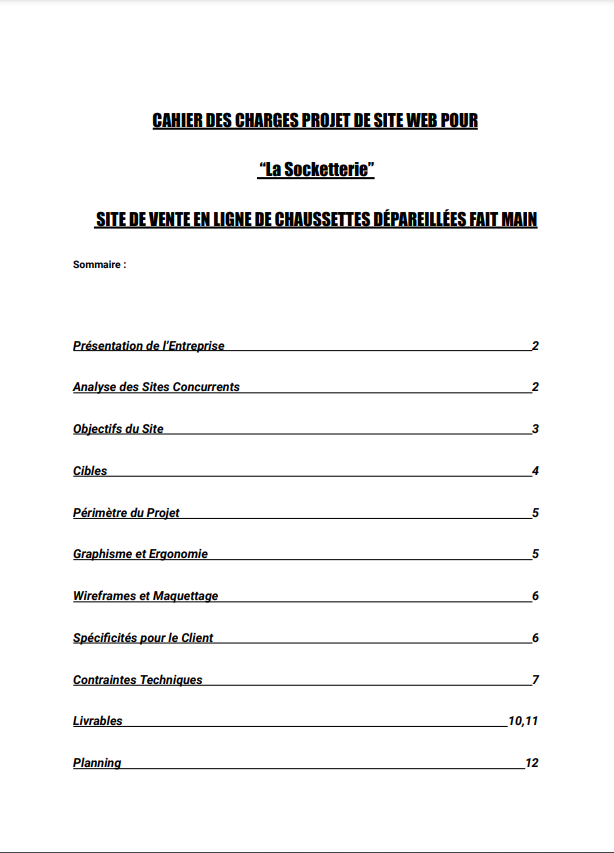 CAHIER DES CHARGES PROJET DE SITE WEB POUR
“La Socketterie”
SITE DE VENTE EN LIGNE DE CHAUSSETTES DÉPAREILLÉES FAIT MAIN
Sommaire :
Présentation de l’Entreprise 2
Analyse des Sites Concurrents 2
Objectifs du Site 3
Cibles 4
Périmètre du Projet 5
Graphisme et Ergonomie 5
Wireframes et Maquettage 6
Spécificités pour le Client 6
Contraintes Techniques 7
Livrables 10,11
Planning 12